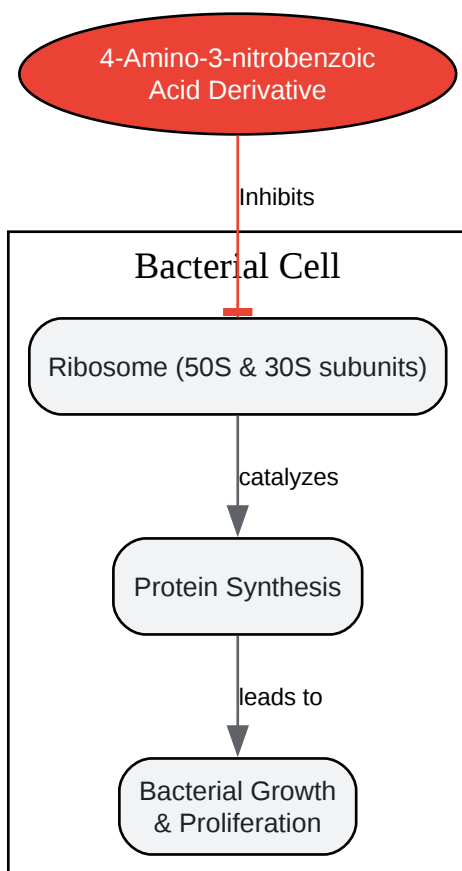 4-Amino-3-nitrobenzoic
Acid Derivative
Inhibits
Bacterial Cell
Ribosome (50S & 30S subunits)
catalyzes
Protein Synthesis
leads to
Bacterial Growth
& Proliferation